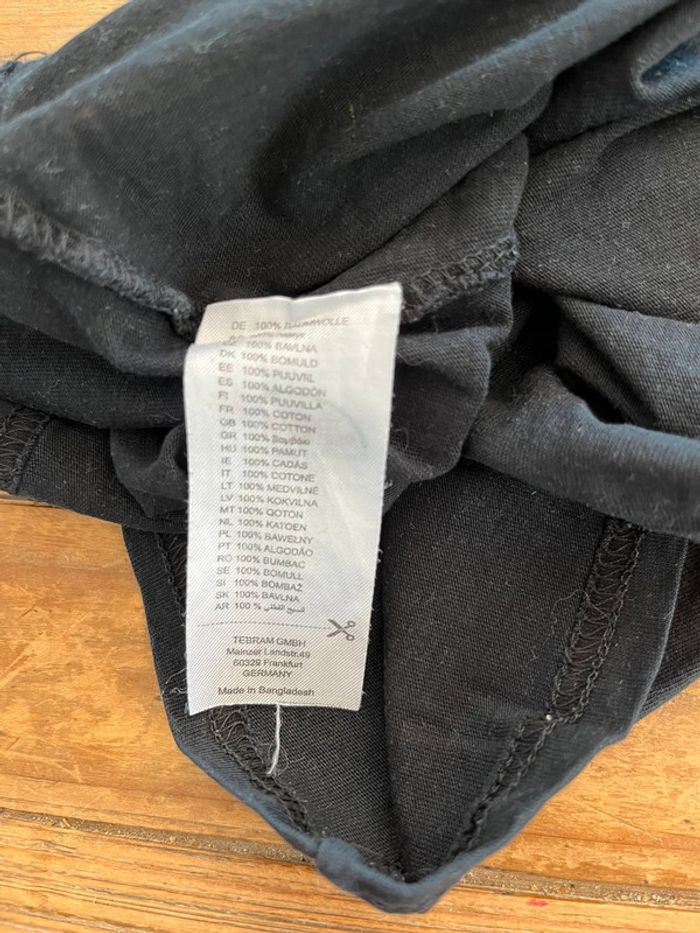 DE 100% BAUMWOLLE
100% BAVLNA
DK 100% BOMULD
EE 100% PUUVIL
ES 100% ALGODÓN
FI 100% PUUVILLA
FR 100% COTON
GB 100% COTTON
GR 100% Βαμβάκι
HU 100% PAMUT
IE 100% CADÁS
IT 100% COTONE
LT 100% MEDVILNĖ
LV 100% KOKVILNA
MT 100% QOTON
NL 100% KATOEN
PL 100% BAWEŁNY
PT 100% ALGODÃO
RO 100% BUMBAC
SE 100% BOMULL
SI 100% BOMBAŽ
SK 100% BAVLNA
AR 100 % النسيج القطني
TEBRAM GMBH
Mainzer Landstr.49
60329 Frankfurt
GERMANY
Made in Bangladesh